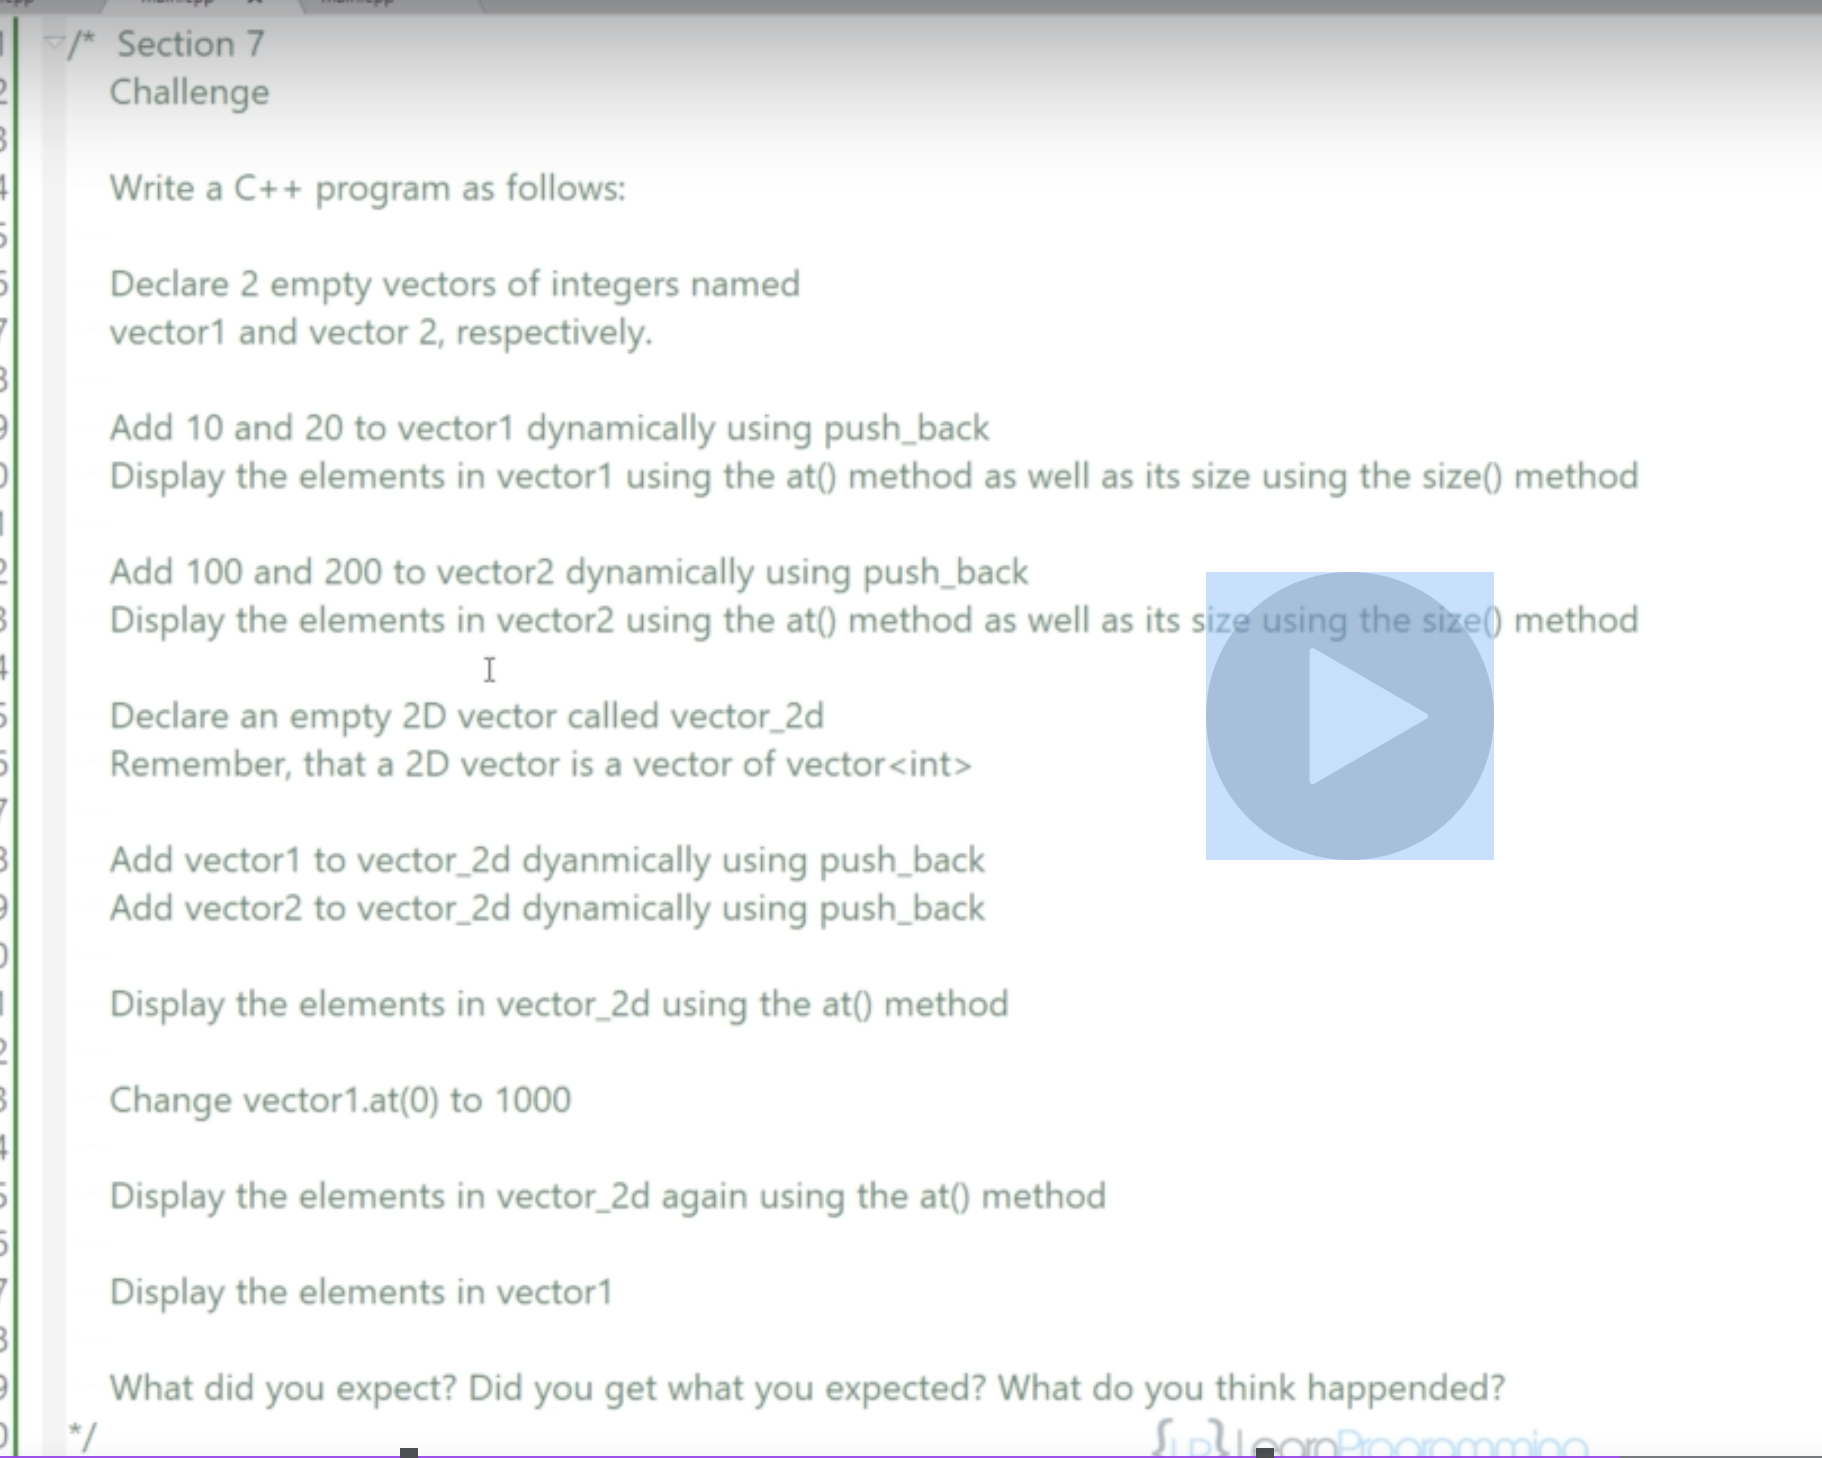 /* Section 7
Challenge
Write a C++ program as follows:
Declare 2 empty vectors of integers named
vector1 and vector 2, respectively.
Add 10 and 20 to vector1 dynamically using push_back
Display the elements in vector1 using the at() method as well as its size using the size() method
Add 100 and 200 to vector2 dynamically using push_back
Display the elements in vector2 using the at() method as well as its size using the size() method
Declare an empty 2D vector called vector_2d
Remember, that a 2D vector is a vector of vector<int>
Add vector1 to vector_2d dyanmically using push_back
Add vector2 to vector_2d dynamically using push_back
Display the elements in vector_2d using the at() method
Change vector1.at(0) to 1000
Display the elements in vector_2d again using the at() method
Display the elements in vector1
What did you expect? Did you get what you expected? What do you think happended?
*/
{LP} LearnProgramming